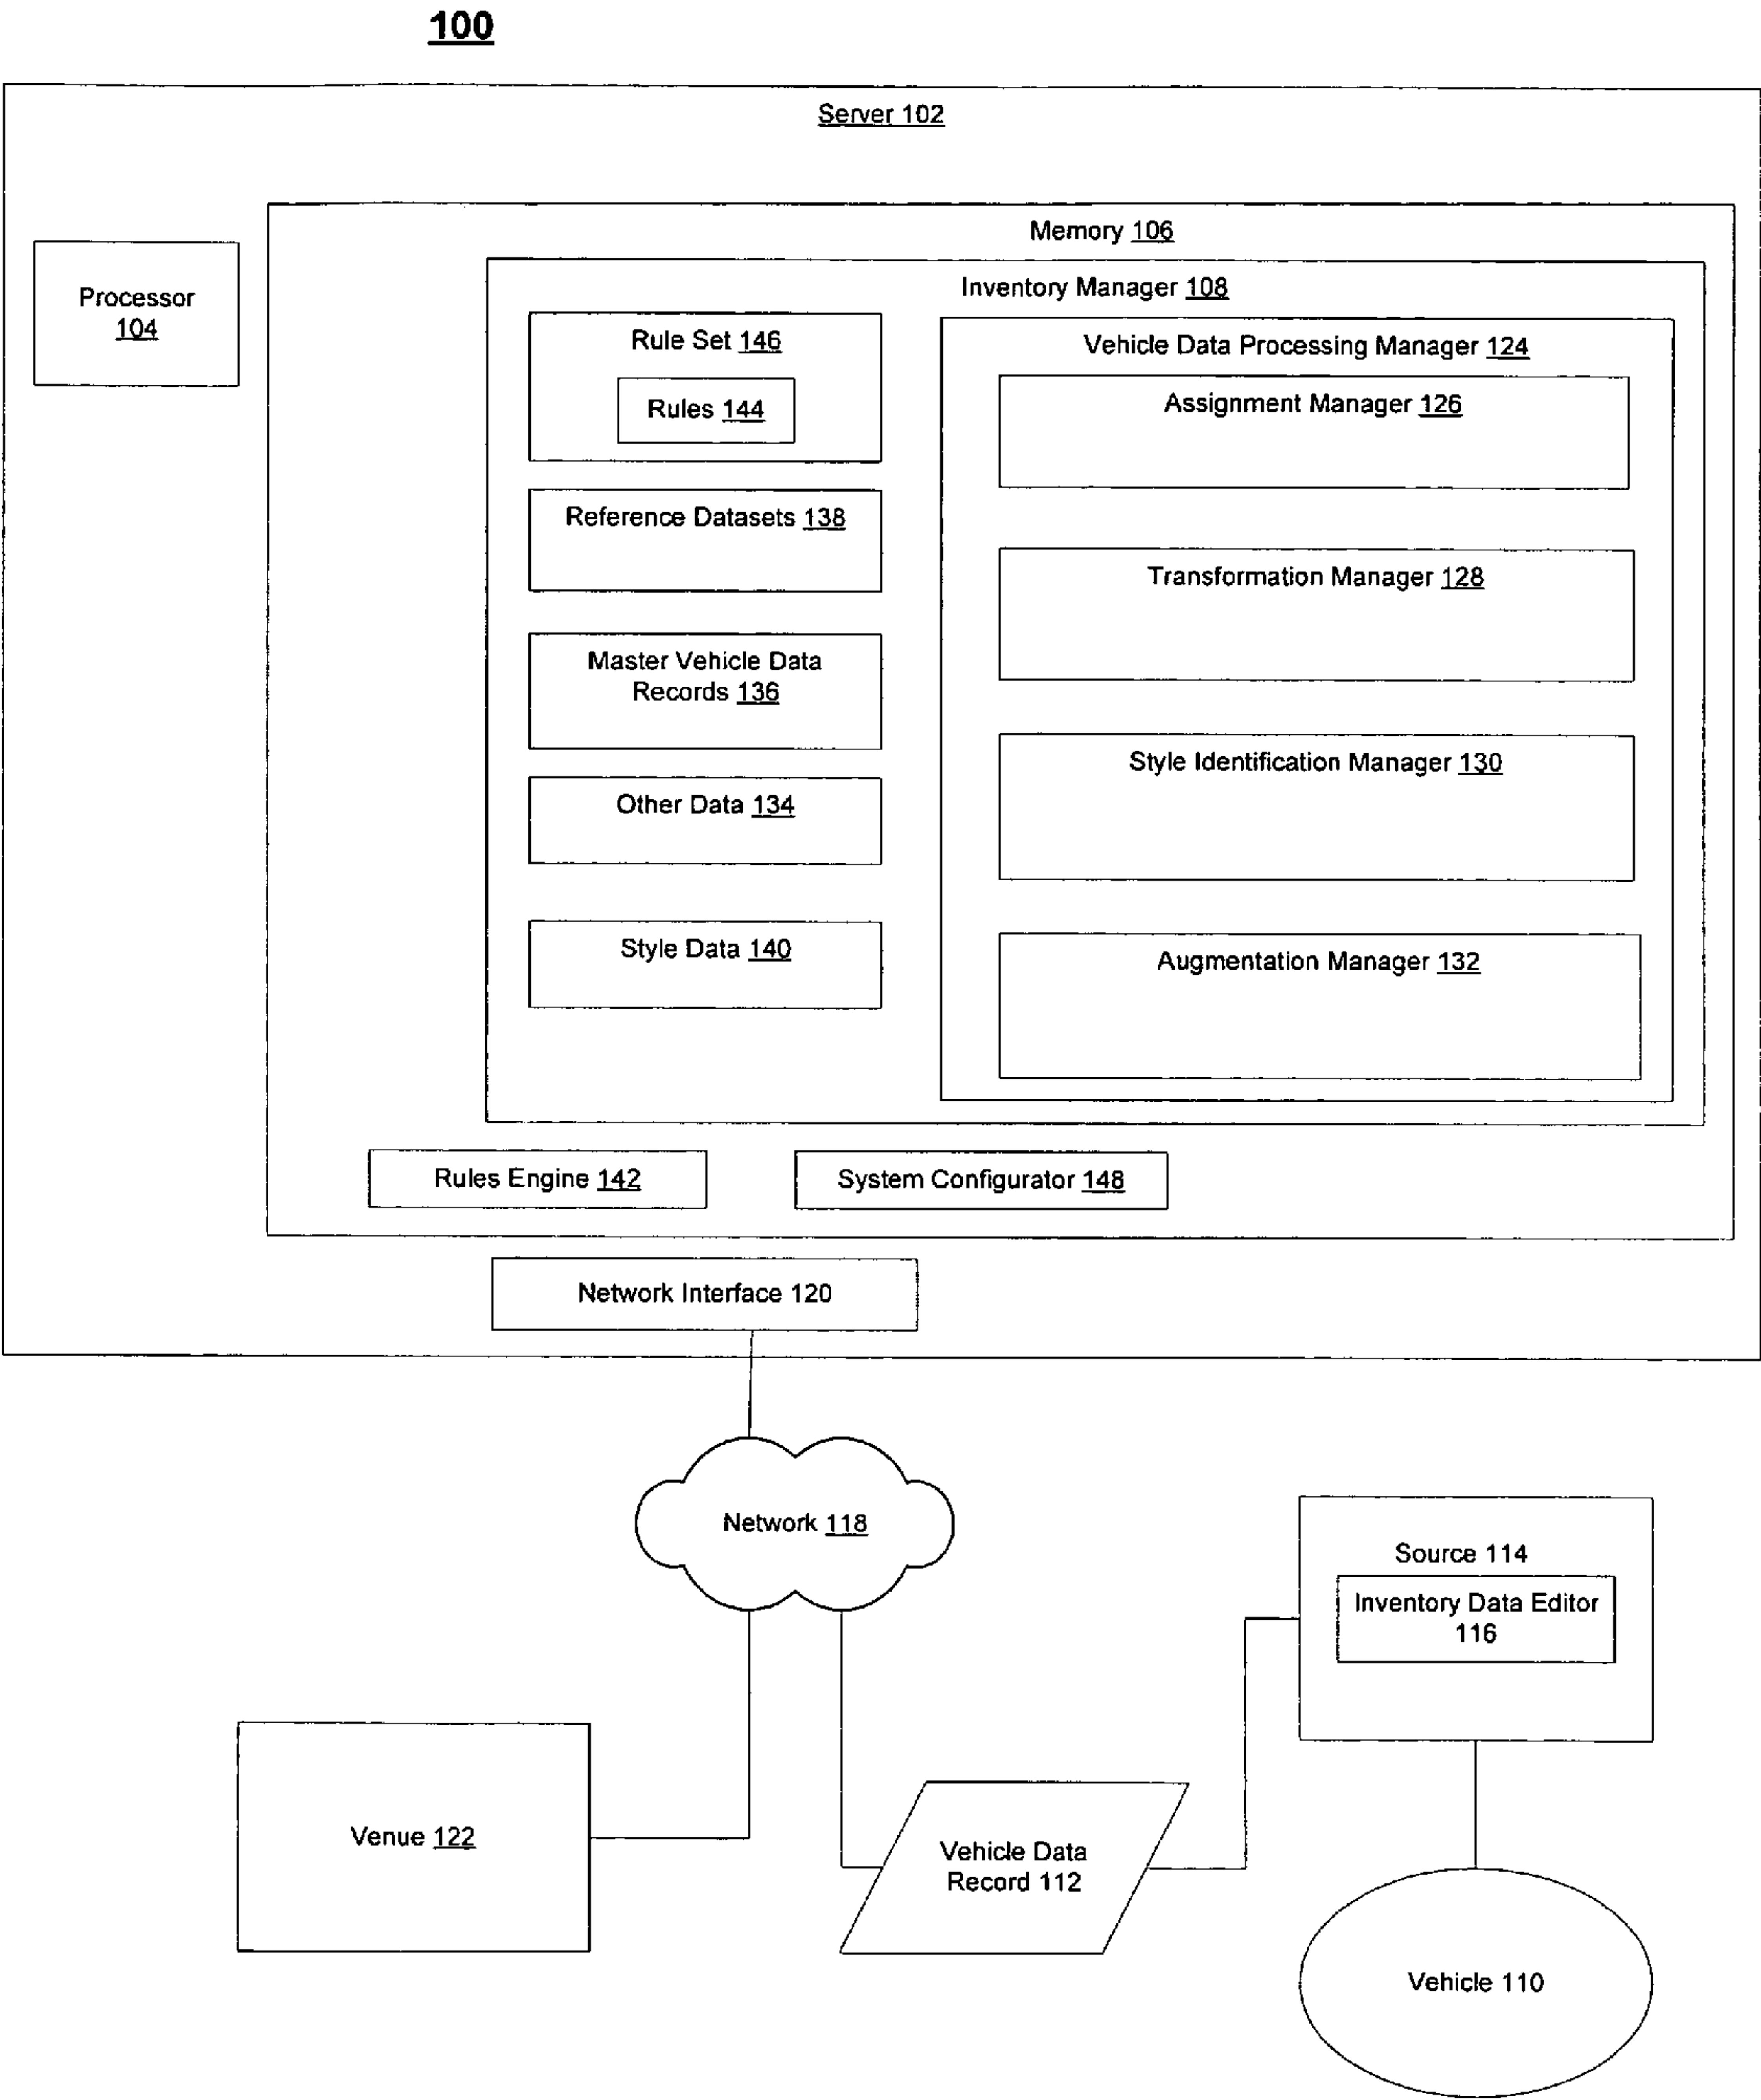 100
Server 102
Memory 106
Processor
104
Inventory Manager 108
Rule Set 146
Rules 144
Reference Datasets 138
Master Vehicle Data
Records 136
Other Data 134
Style Data 140
Vehicle Data Processing Manager 124
Assignment Manager 126
Transformation Manager 128
Style Identification Manager 130
Augmentation Manager 132
Rules Engine 142
System Configurator 148
Network Interface 120
Network 118
Source 114
Inventory Data Editor
116
Venue 122
Vehicle Data
Record 112
Vehicle 110